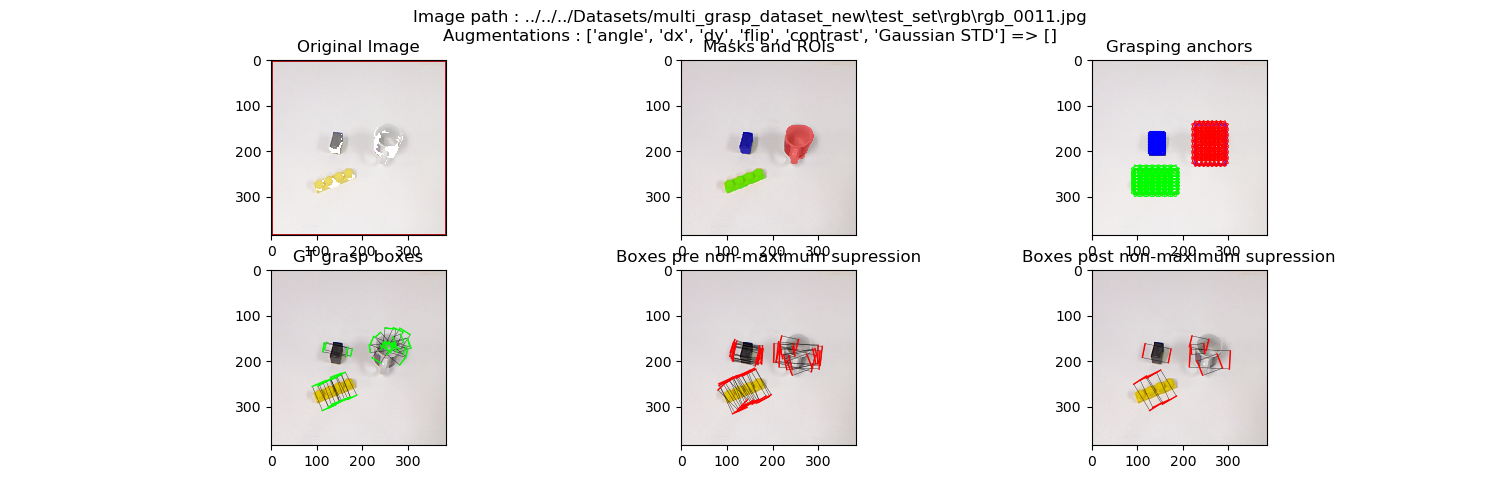 Image path : ../../../Datasets/multi_grasp_dataset_new\test_set\rgb\rgb_0011.jpg
Augmentations : ['angle', 'dx', 'dy', 'flip', 'contrast', 'Gaussian STD'] => []
Original Image
Masks and ROIs
Grasping anchors
0
100
200
300
0 100 200 300
0
100
200
300
0 100 200 300
0
100
200
300
0 100 200 300
GT grasp boxes
Boxes pre non-maximum supression
Boxes post non-maximum supression
0
100
200
300
0 100 200 300
0
100
200
300
0 100 200 300
0
100
200
300
0 100 200 300